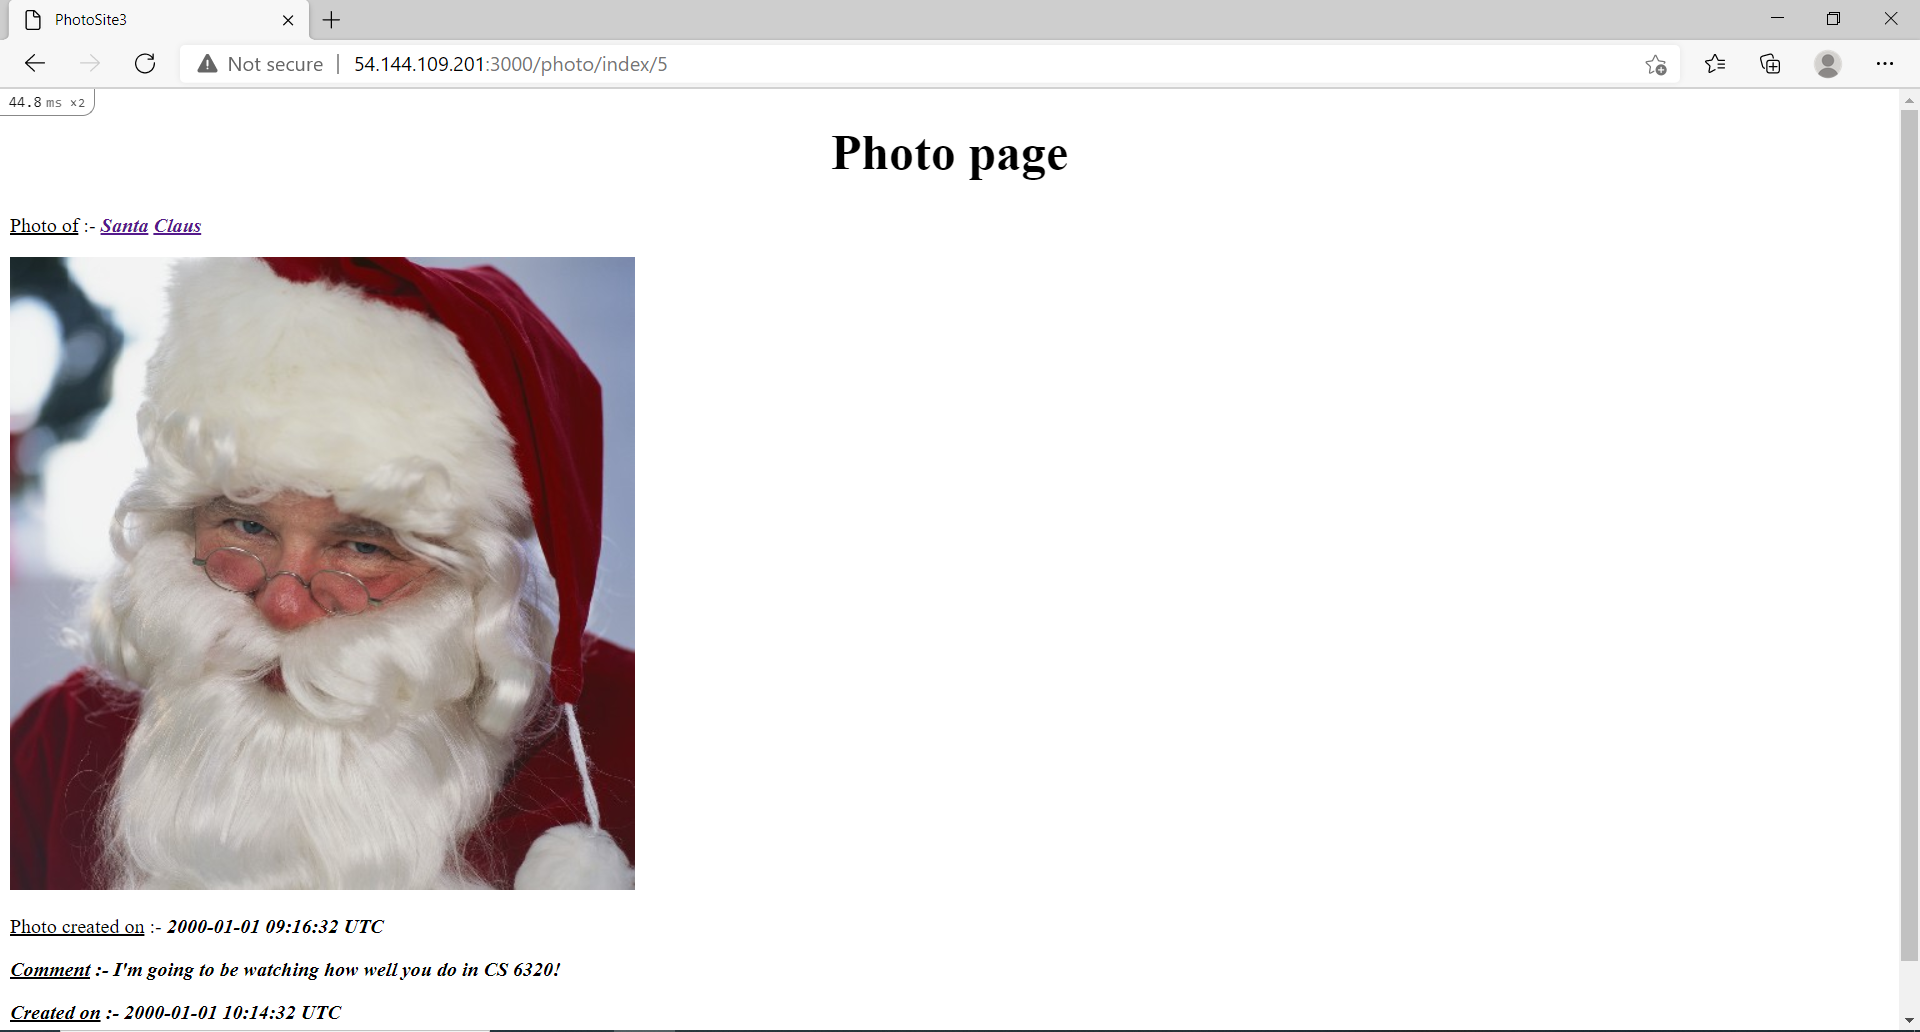 PhotoSite3
Not secure | 54.144.109.201:3000/photo/index/5
44.8 ms ×2
Photo page
Photo of :- Santa Claus
Photo created on :- 2000-01-01 09:16:32 UTC
Comment :- I'm going to be watching how well you do in CS 6320!
Created on :- 2000-01-01 10:14:32 UTC